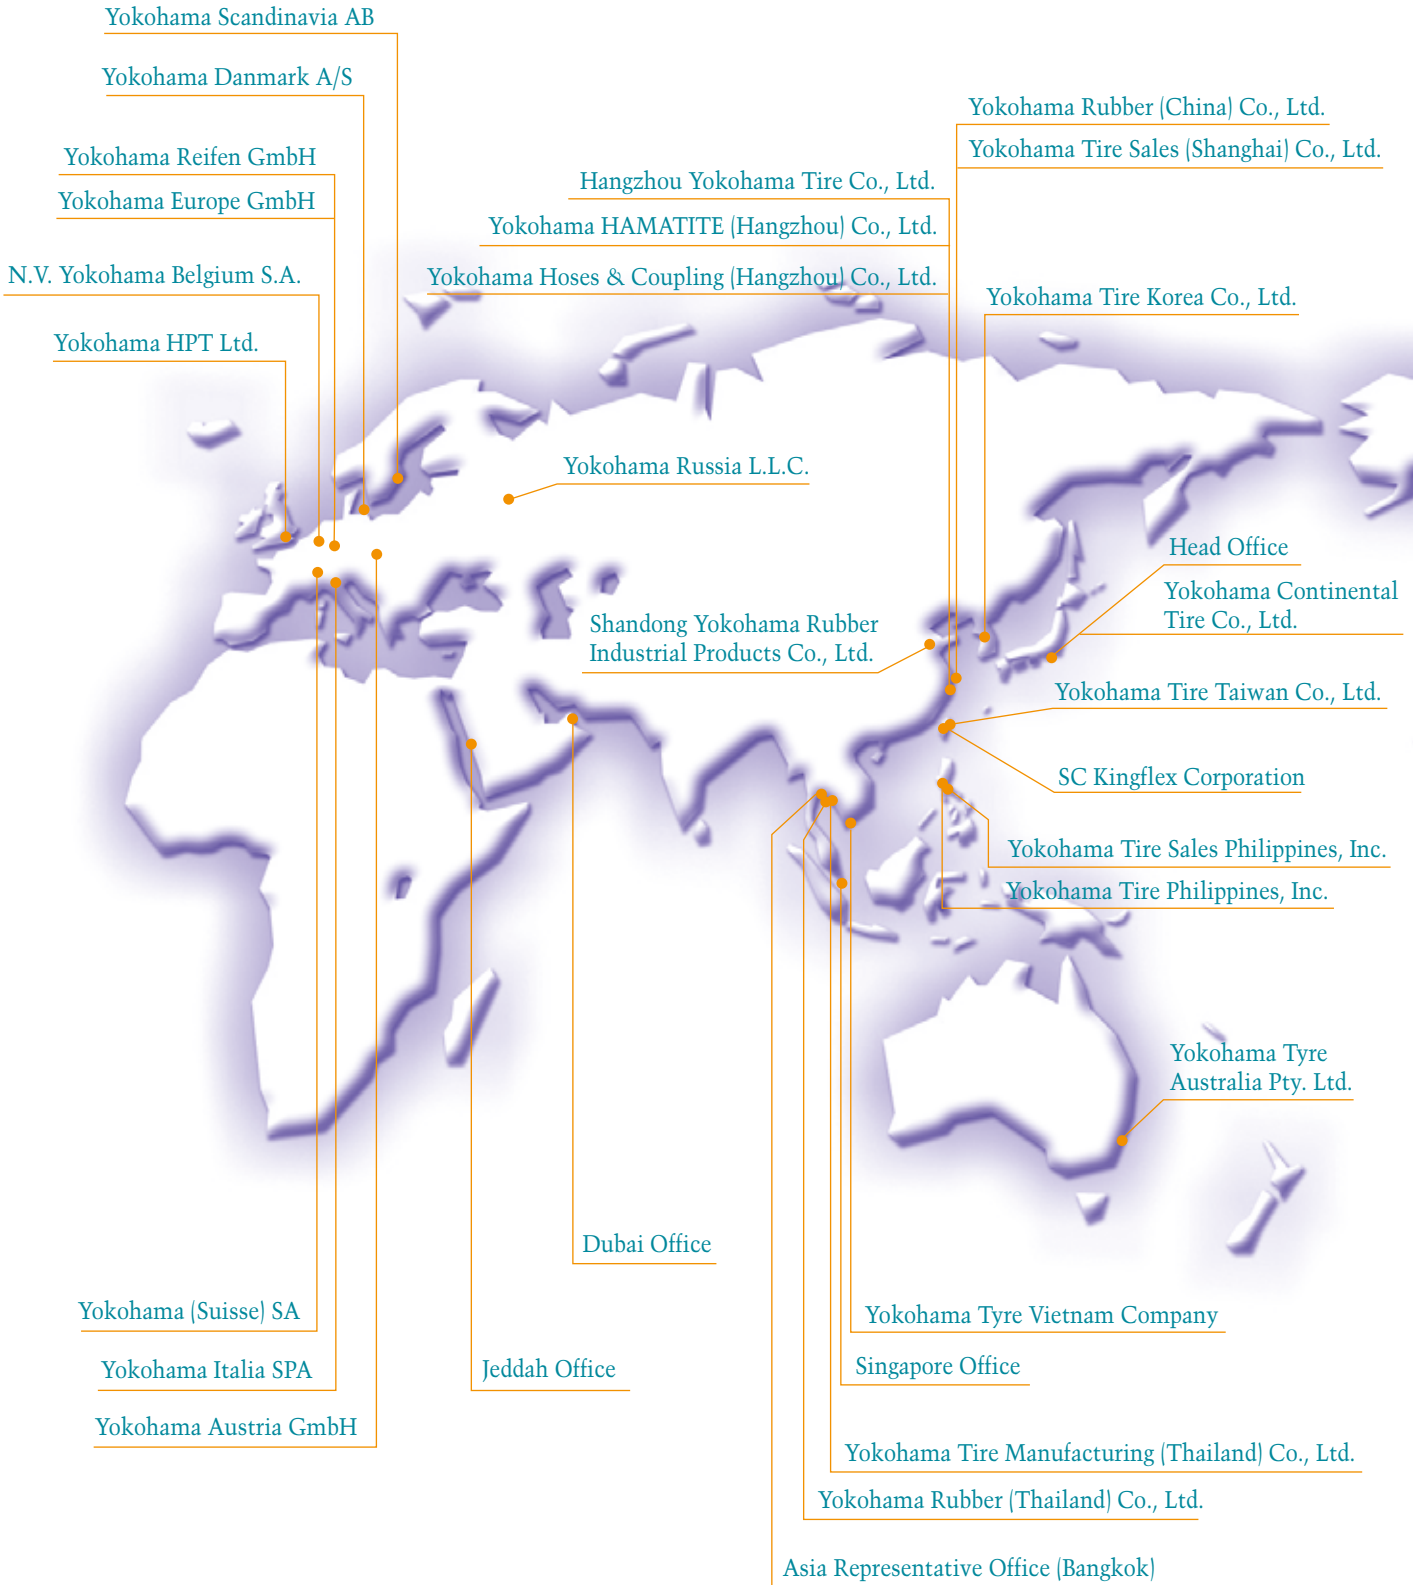 Yokohama Scandinavia AB
Yokohama Danmark A/S
Yokohama Reifen GmbH
Yokohama Europe GmbH
N.V. Yokohama Belgium S.A.
Yokohama HPT Ltd.
Yokohama Rubber (China) Co., Ltd.
Yokohama Tire Sales (Shanghai) Co., Ltd.
Hangzhou Yokohama Tire Co., Ltd.
Yokohama HAMATITE (Hangzhou) Co., Ltd.
Yokohama Hoses & Coupling (Hangzhou) Co., Ltd.
Yokohama Tire Korea Co., Ltd.
Yokohama Russia L.L.C.
Head Office
Yokohama Continental
Tire Co., Ltd.
Shandong Yokohama Rubber
Industrial Products Co., Ltd.
Yokohama Tire Taiwan Co., Ltd.
SC Kingflex Corporation
Yokohama Tire Sales Philippines, Inc.
Yokohama Tire Philippines, Inc.
Yokohama Tyre
Australia Pty. Ltd.
Dubai Office
Yokohama (Suisse) SA
Yokohama Italia SPA
Yokohama Austria GmbH
Jeddah Office
Yokohama Tyre Vietnam Company
Singapore Office
Yokohama Tire Manufacturing (Thailand) Co., Ltd.
Yokohama Rubber (Thailand) Co., Ltd.
Asia Representative Office (Bangkok)